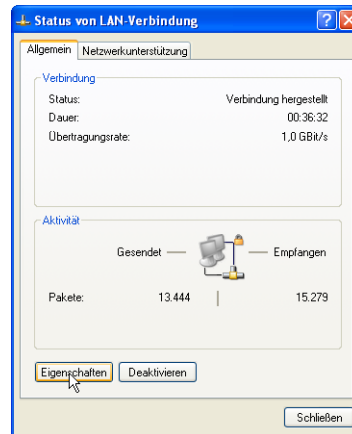 Status von LAN-Verbindung
Allgemein Netzwerkunterstützung
Verbindung
Status: Verbindung hergestellt
Dauer: 00:36:32
Übertragungsrate: 1,0 GBit/s
Aktivität
Gesendet — — Empfangen
Pakete: 13.444 | 15.279
Eigenschaften Deaktivieren
Schließen